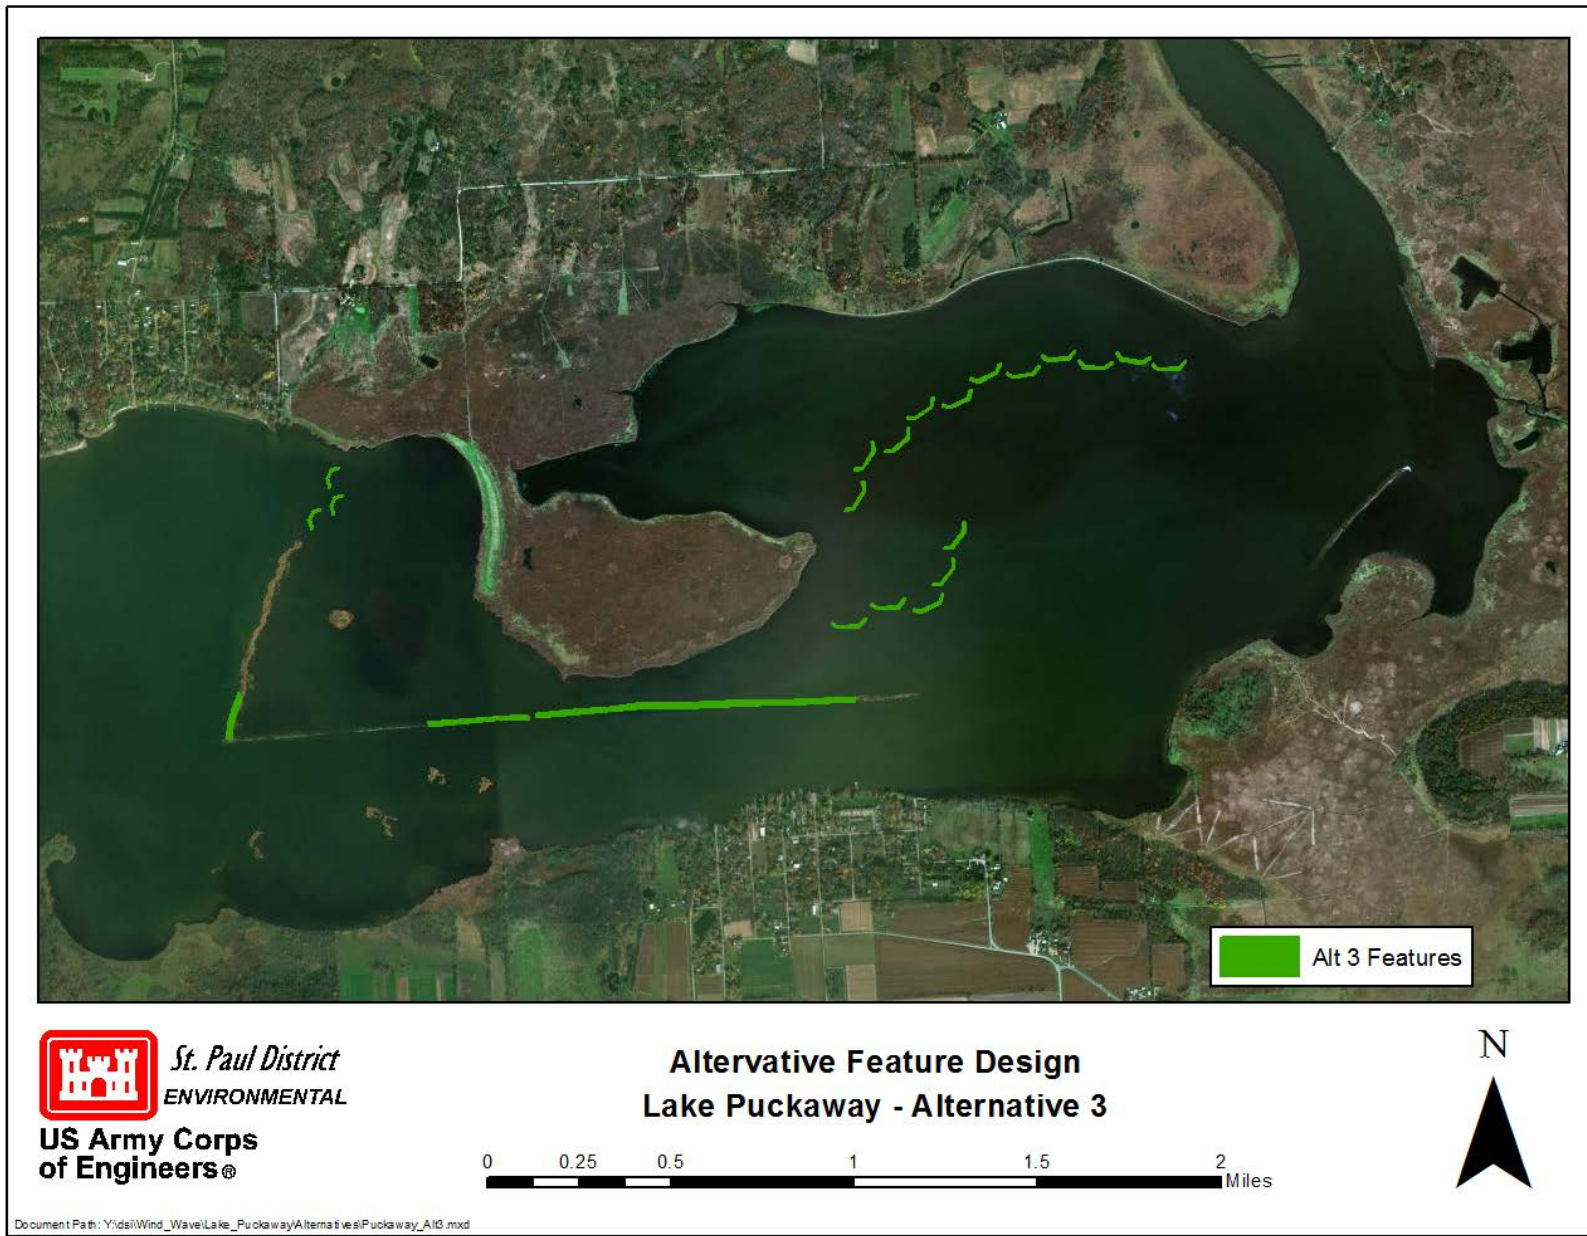 Alt 3 Features
St. Paul District
ENVIRONMENTAL
US Army Corps
of Engineers®
Altervative Feature Design
Lake Puckaway - Alternative 3
0 0.25 0.5 1 1.5 2
Miles
N
Document Path: Y:\dsi\Wind_Wave\Lake_Puckaway\Alternatives\Puckaway_Alt3.mxd